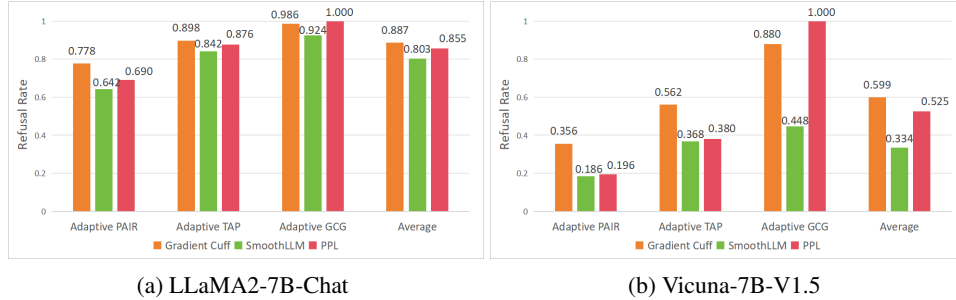 1
0.8
0.6
0.4
0.2
0
Refusal Rate
0.778
0.642
0.690
0.898
0.842
0.876
0.986
0.924
1.000
0.887
0.803
0.855
Adaptive PAIR
Adaptive TAP
Adaptive GCG
Average
Gradient Cuff SmoothLLM PPL
(a) LLaMA2-7B-Chat
1
0.8
0.6
0.4
0.2
0
Refusal Rate
0.356
0.186
0.196
0.562
0.368
0.380
0.880
0.448
1.000
0.599
0.334
0.525
Adaptive PAIR
Adaptive TAP
Adaptive GCG
Average
Gradient Cuff SmoothLLM PPL
(b) Vicuna-7B-V1.5